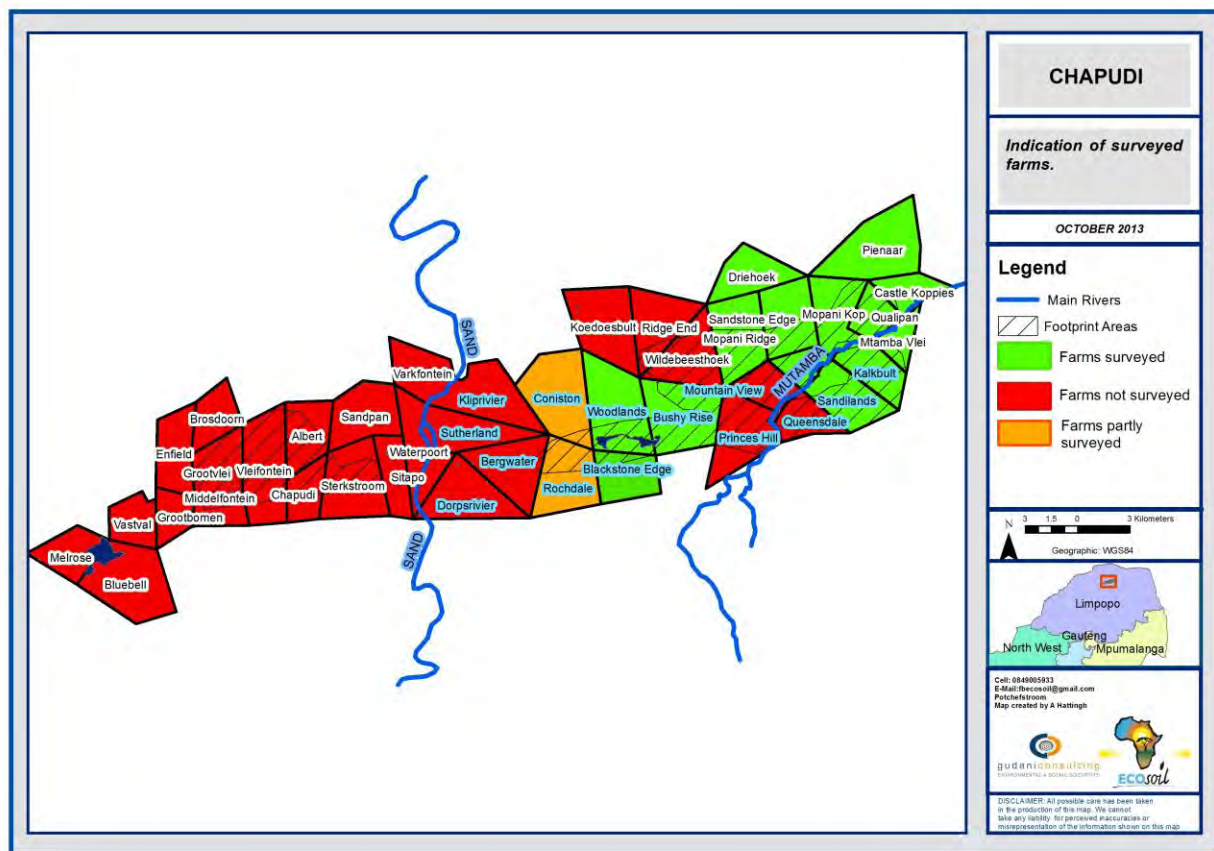 CHAPUDI
Indication of surveyed
farms.
OCTOBER 2013
Legend
Main Rivers
Footprint Areas
Farms surveyed
Farms not surveyed
Farms partly
surveyed
N
3 1.5 0 3 Kilometers
Geographic: WGS84
Limpopo
Gauteng
North West
Mpumalanga
Cell: 0849005933
E-Mail:fbecosoil@gmail.com
Potchefstroom
Map created by A Hattingh
gudaniconsulting
ENVIRONMENTAL & SOCIAL SCIENTISTS
ECOsoil
DISCLAIMER: All possible care has been taken
in the production of this map. We cannot
take any liability for perceived inaccuracies or
misrepresentation of the information shown on this map
Pienaar
Driehoek
Castle Koppies
Sandstone Edge
Mopani Kop
Qualipan
Koedoesbult
Ridge End
Mopani Ridge
Mtamba Vlei
SAND
Wildebeesthoek
MUTAMBA
Kalkbult
Varkfontein
Mountain View
Kliprivier
Coniston
Sandilands
Woodlands
Bushy Rise
Queensdale
Brosdoorn
Sandpan
Sutherland
Princes Hill
Albert
Enfield
Waterpoort
Bergwater
Blackstone Edge
Grootvlei
Vleifontein
Sitapo
Sterkstroom
Rochdale
Middelfontein
Chapudi
Dorpsrivier
Grootbomen
Vastval
SAND
Melrose
Bluebell